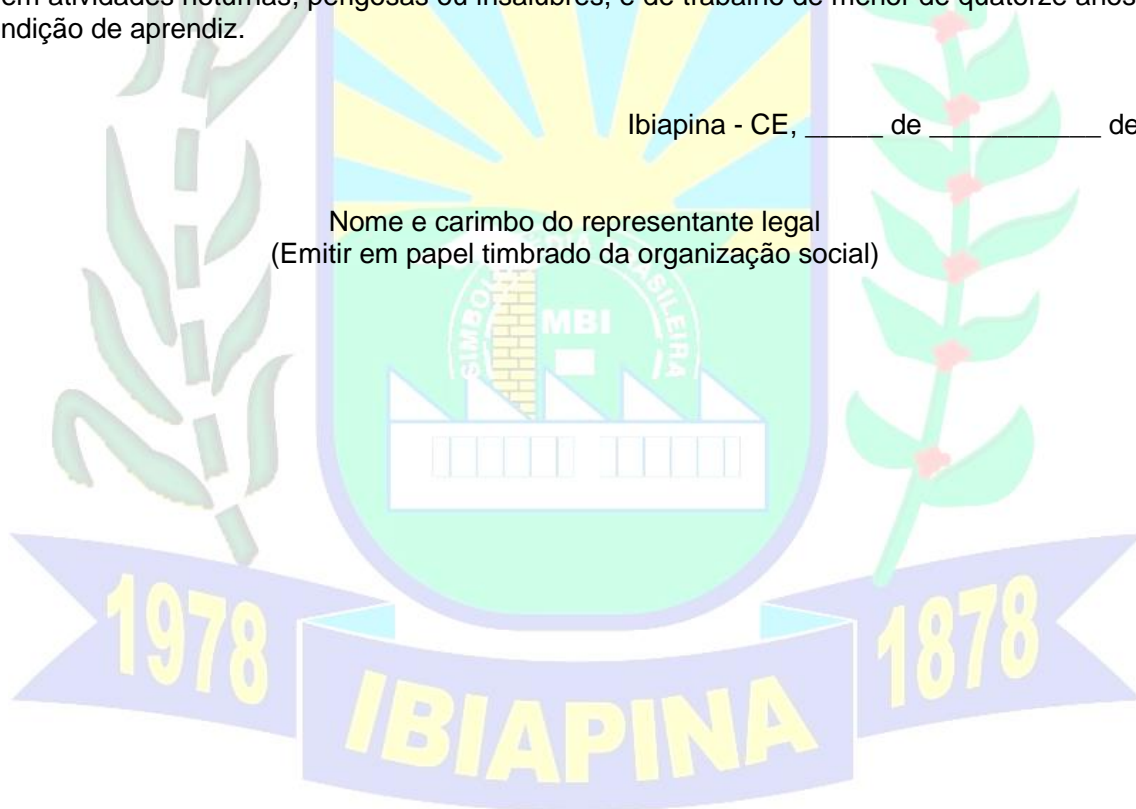 em atividades noturnas, perigosas ou insalubres, e de trabalho de menor de quatorze anos
ndição de aprendiz.
Ibiapina - CE, _____ de ___________ de
Nome e carimbo do representante legal
(Emitir em papel timbrado da organização social)
BRASILEIRA
MBI
1978
IBIAPINA
1878